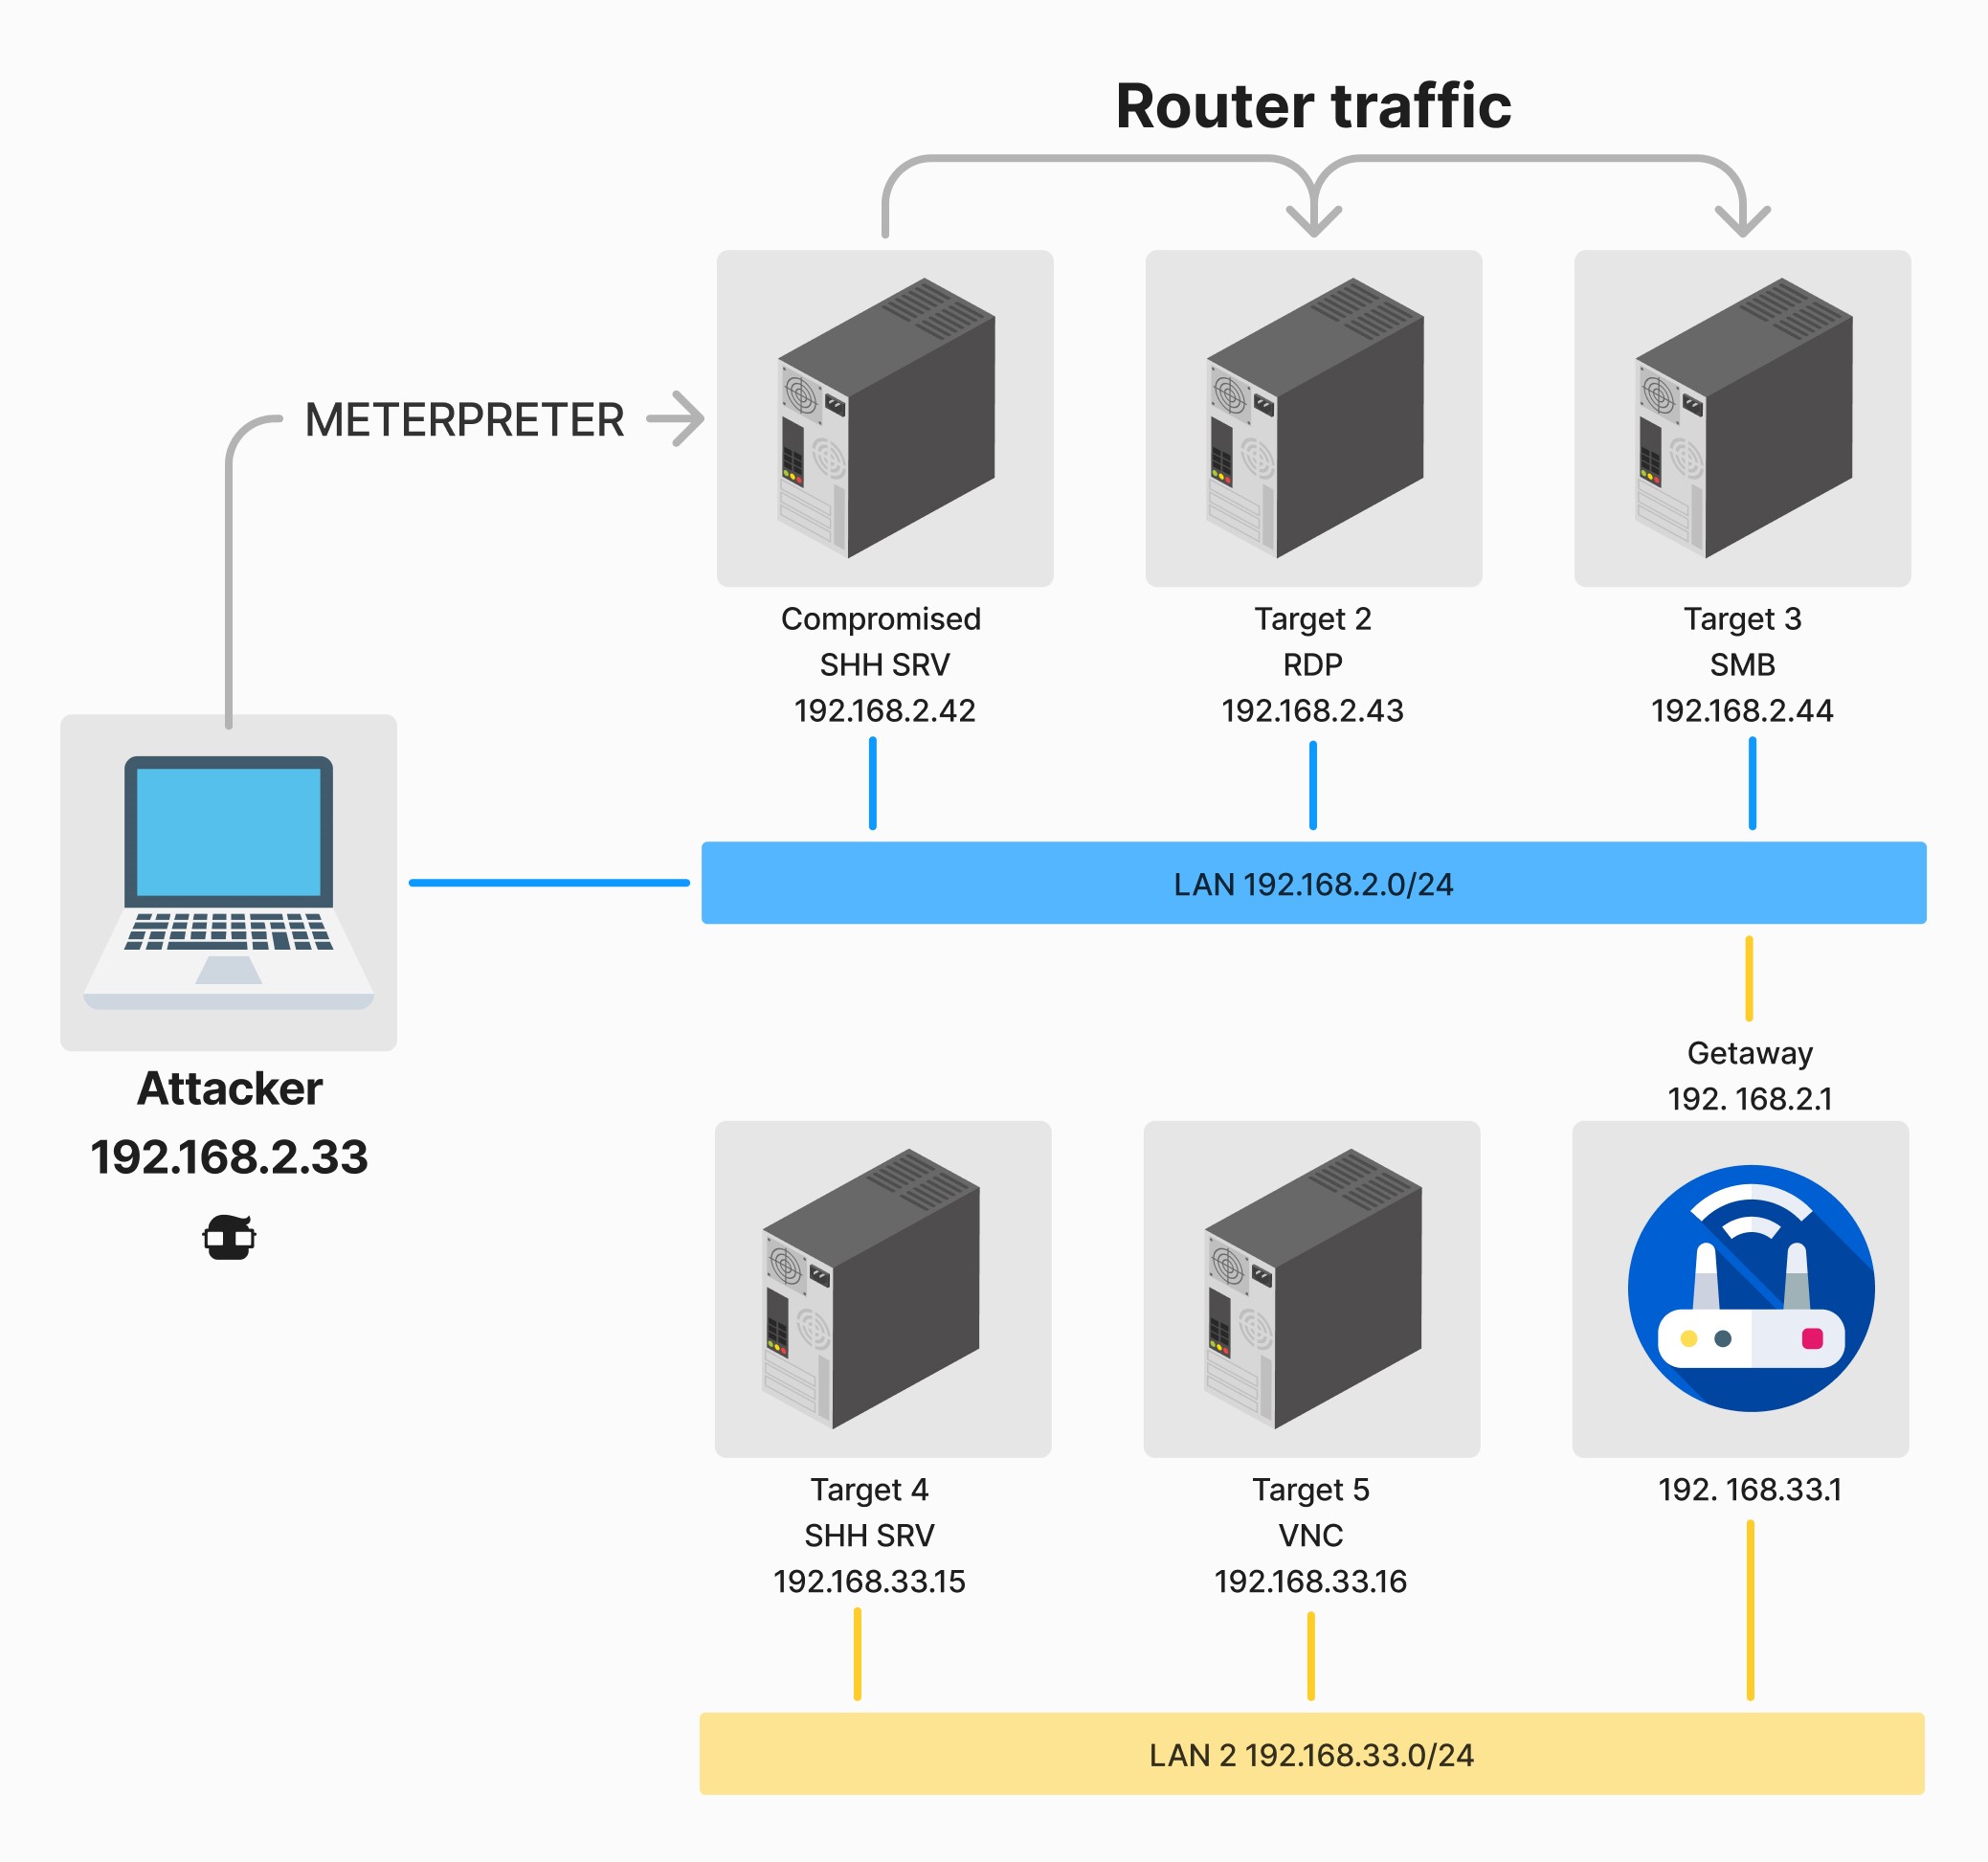 Router traffic
METERPRETER
Compromised
SHH SRV
192.168.2.42
Target 2
RDP
192.168.2.43
Target 3
SMB
192.168.2.44
LAN 192.168.2.0/24
Attacker
192.168.2.33
Getaway
192. 168.2.1
Target 4
SHH SRV
192.168.33.15
Target 5
VNC
192.168.33.16
192. 168.33.1
LAN 2 192.168.33.0/24